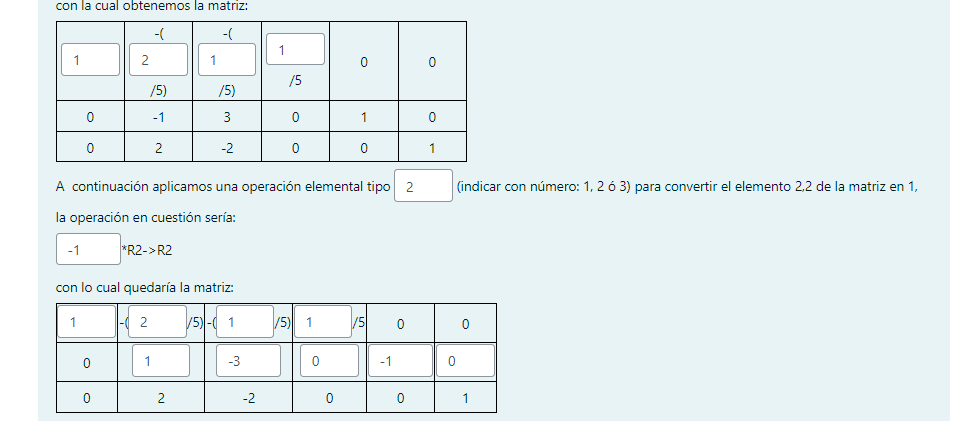 con la cual obtenemos la matriz:
-( -(
1 2 1 1 0 0
/5) /5) /5
0 -1 3 0 1 0
0 2 -2 0 0 1
A continuación aplicamos una operación elemental tipo 2 (indicar con número: 1, 2 ó 3) para convertir el elemento 2,2 de la matriz en 1,
la operación en cuestión sería:
-1 *R2->R2
con lo cual quedaría la matriz:
1 -( 2 /5) -( 1 /5) 1 /5 0 0
0 1 -3 0 -1 0
0 2 -2 0 0 1